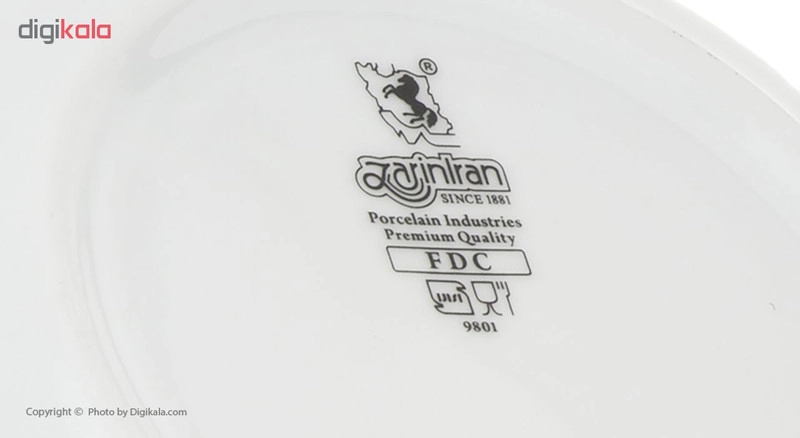 digikala
®
ZarinIran
SINCE 1881
Porcelain Industries
Premium Quality
FDC
9801
Copyright © Photo by Digikala.com